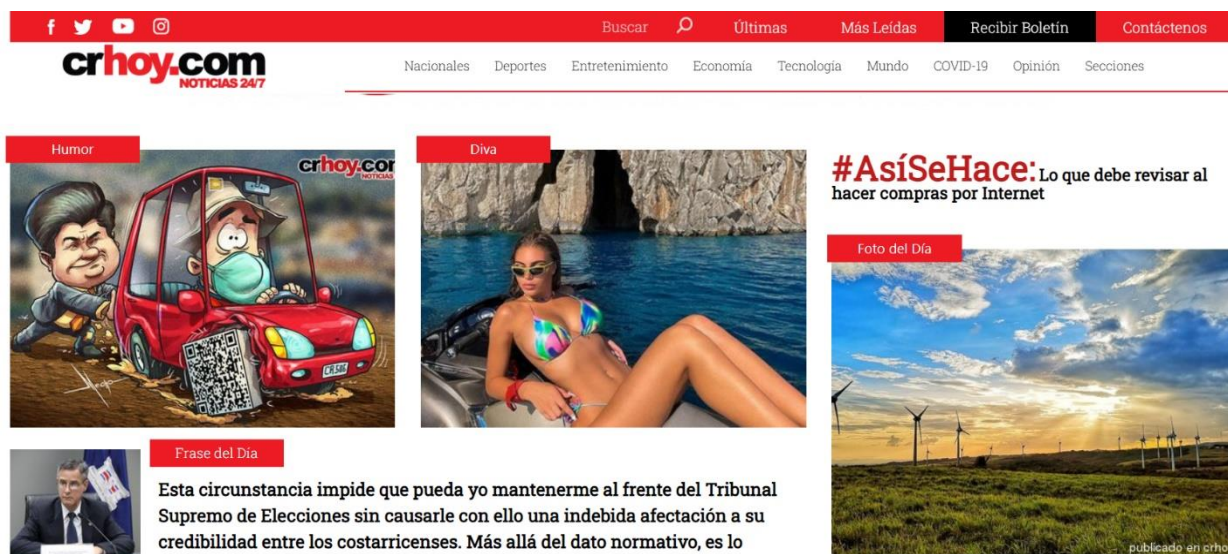 Buscar
Últimas
Más Leídas
Recibir Boletín
Contáctenos
crhoy.com
NOTICIAS 24/7
Nacionales
Deportes
Entretenimiento
Economía
Tecnología
Mundo
COVID-19
Opinión
Secciones
Humor
crhoy.com
NOTICIAS
CR506
Diva
#AsíSeHace: Lo que debe revisar al
hacer compras por Internet
Foto del Día
publicado en crho
Frase del Día
Esta circunstancia impide que pueda yo mantenerme al frente del Tribunal
Supremo de Elecciones sin causarle con ello una indebida afectación a su
credibilidad entre los costarricenses. Más allá del dato normativo, es lo